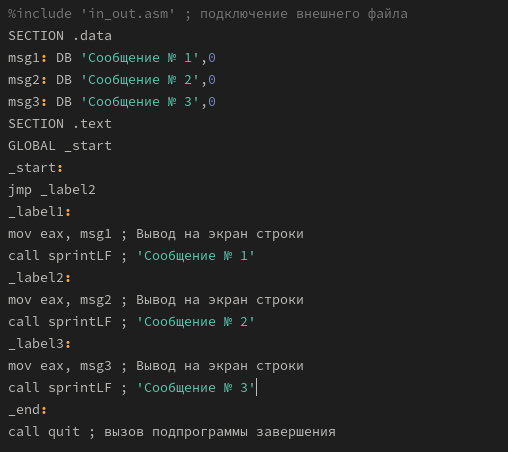 %include 'in_out.asm' ; подключение внешнего файла
SECTION .data
msg1: DB 'Сообщение № 1',0
msg2: DB 'Сообщение № 2',0
msg3: DB 'Сообщение № 3',0
SECTION .text
GLOBAL _start
_start:
jmp _label2
_label1:
mov eax, msg1 ; Вывод на экран строки
call sprintLF ; 'Сообщение № 1'
_label2:
mov eax, msg2 ; Вывод на экран строки
call sprintLF ; 'Сообщение № 2'
_label3:
mov eax, msg3 ; Вывод на экран строки
call sprintLF ; 'Сообщение № 3'
_end:
call quit ; вызов подпрограммы завершения